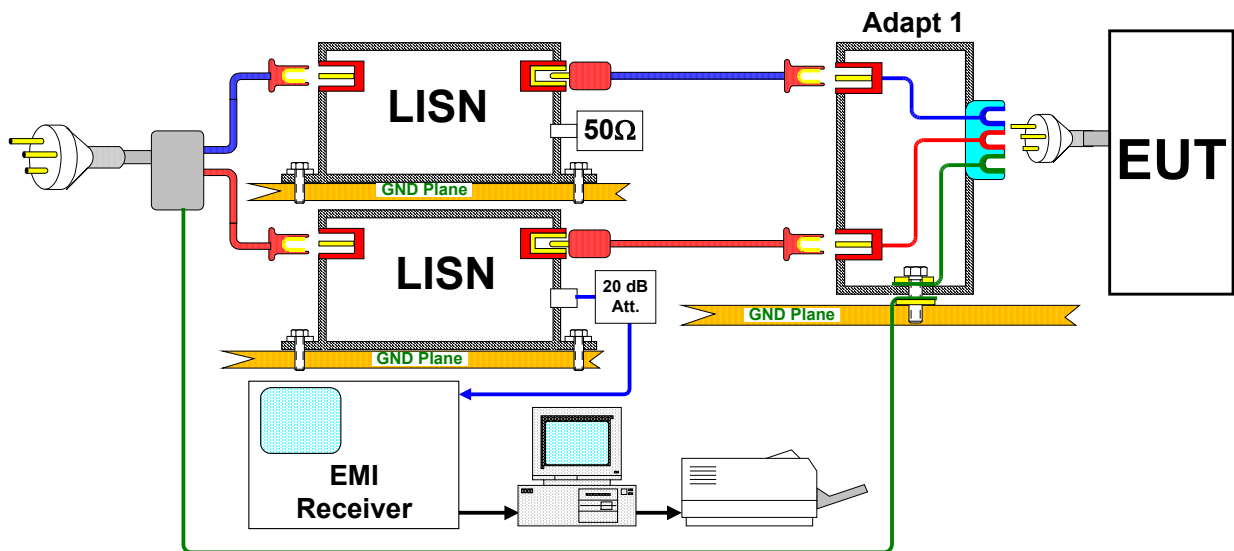 Adapt 1
LISN
50Ω
GND Plane
EUT
LISN
20 dB
Att.
GND Plane
GND Plane
EMI
Receiver